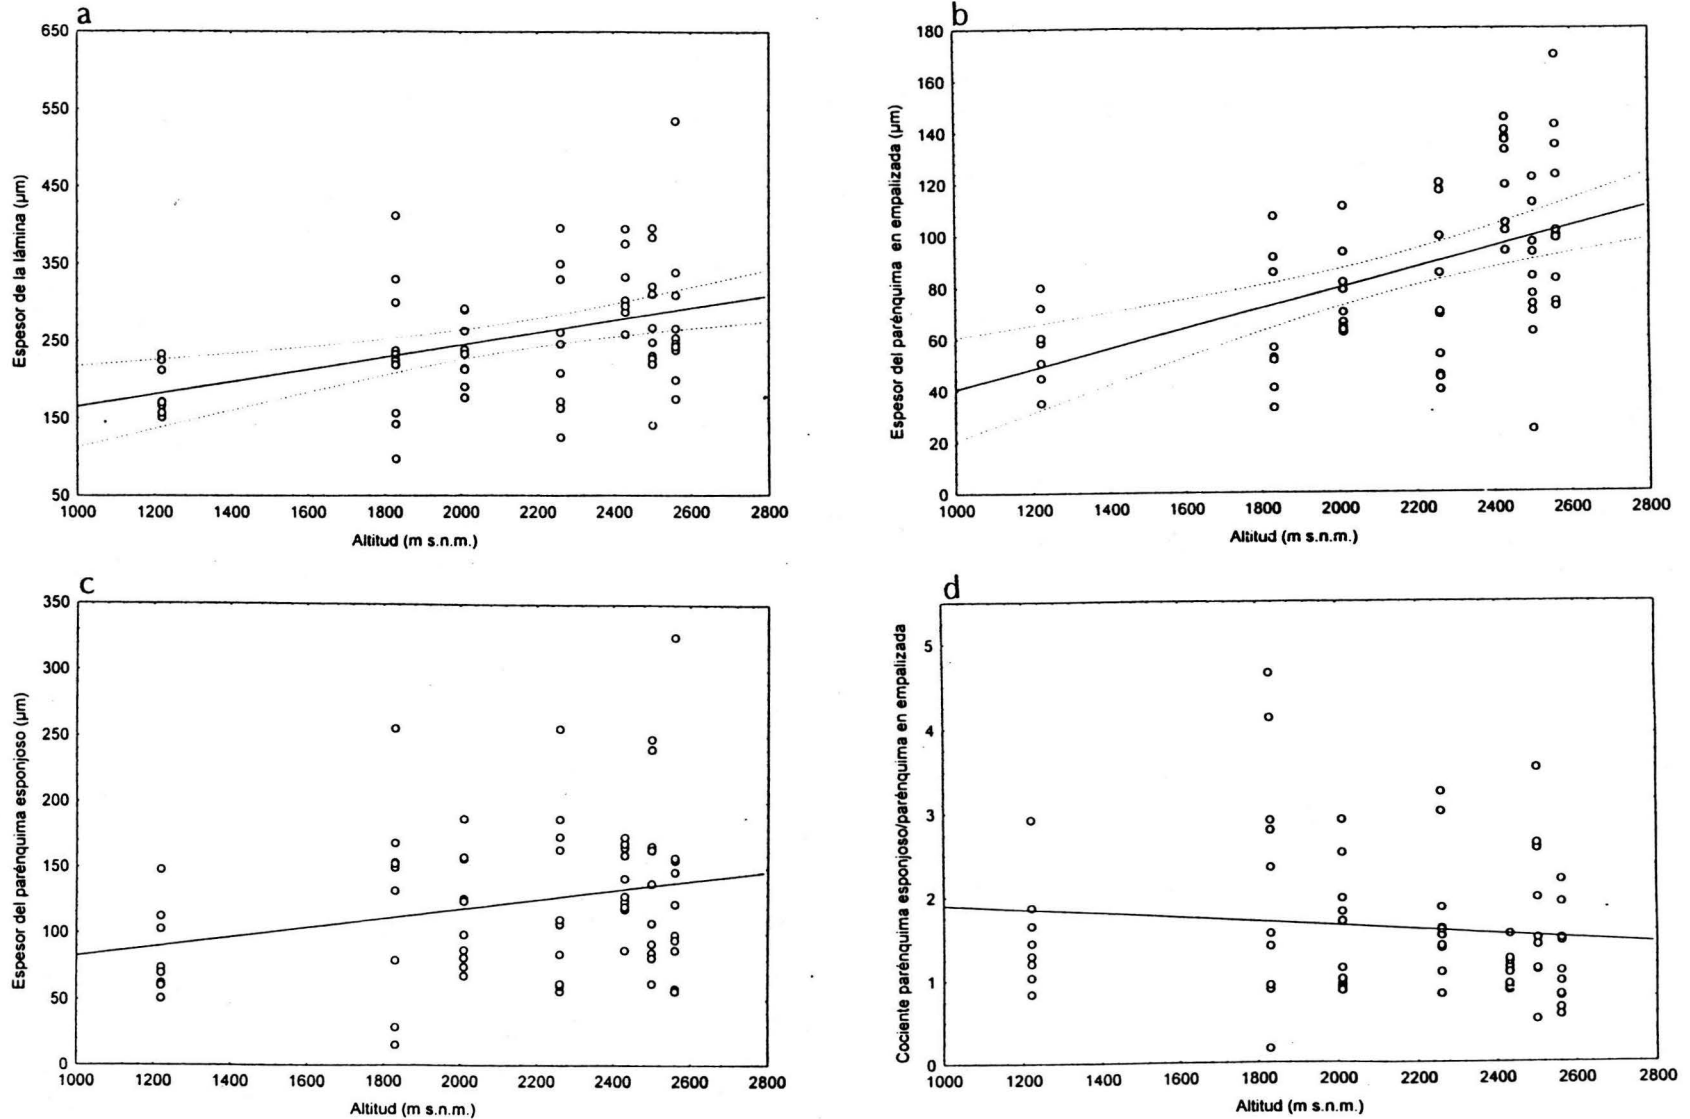 a
650
550
450
350
250
150
50
1000 1200 1400 1600 1800 2000 2200 2400 2600 2800
Espesor de la lámina (µm)
Altitud (m s.n.m.)
b
180
160
140
120
100
80
60
40
20
0
1000 1200 1400 1600 1800 2000 2200 2400 2600 2800
Espesor del parénquima en empalizada (µm)
Altitud (m s.n.m.)
c
350
300
250
200
150
100
50
0
1000 1200 1400 1600 1800 2000 2200 2400 2600 2800
Espesor del parénquima esponjoso (µm)
Altitud (m s.n.m.)
d
5
4
3
2
1
0
1000 1200 1400 1600 1800 2000 2200 2400 2600 2800
Cociente parénquima esponjoso/parénquima en empalizada
Altitud (m s.n.m.)